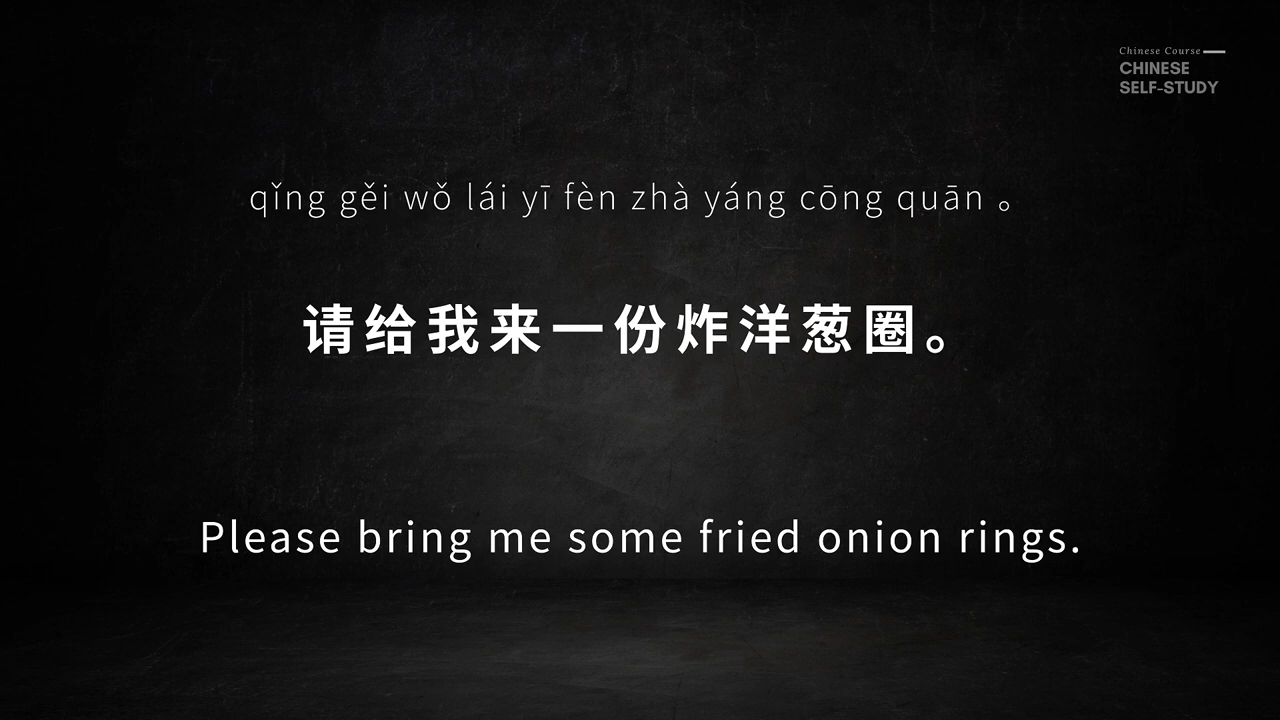 Chinese Course
CHINESE
SELF-STUDY
qǐng gěi wǒ lái yī fèn zhà yáng cōng quān 。
请给我来一份炸洋葱圈。
Please bring me some fried onion rings.